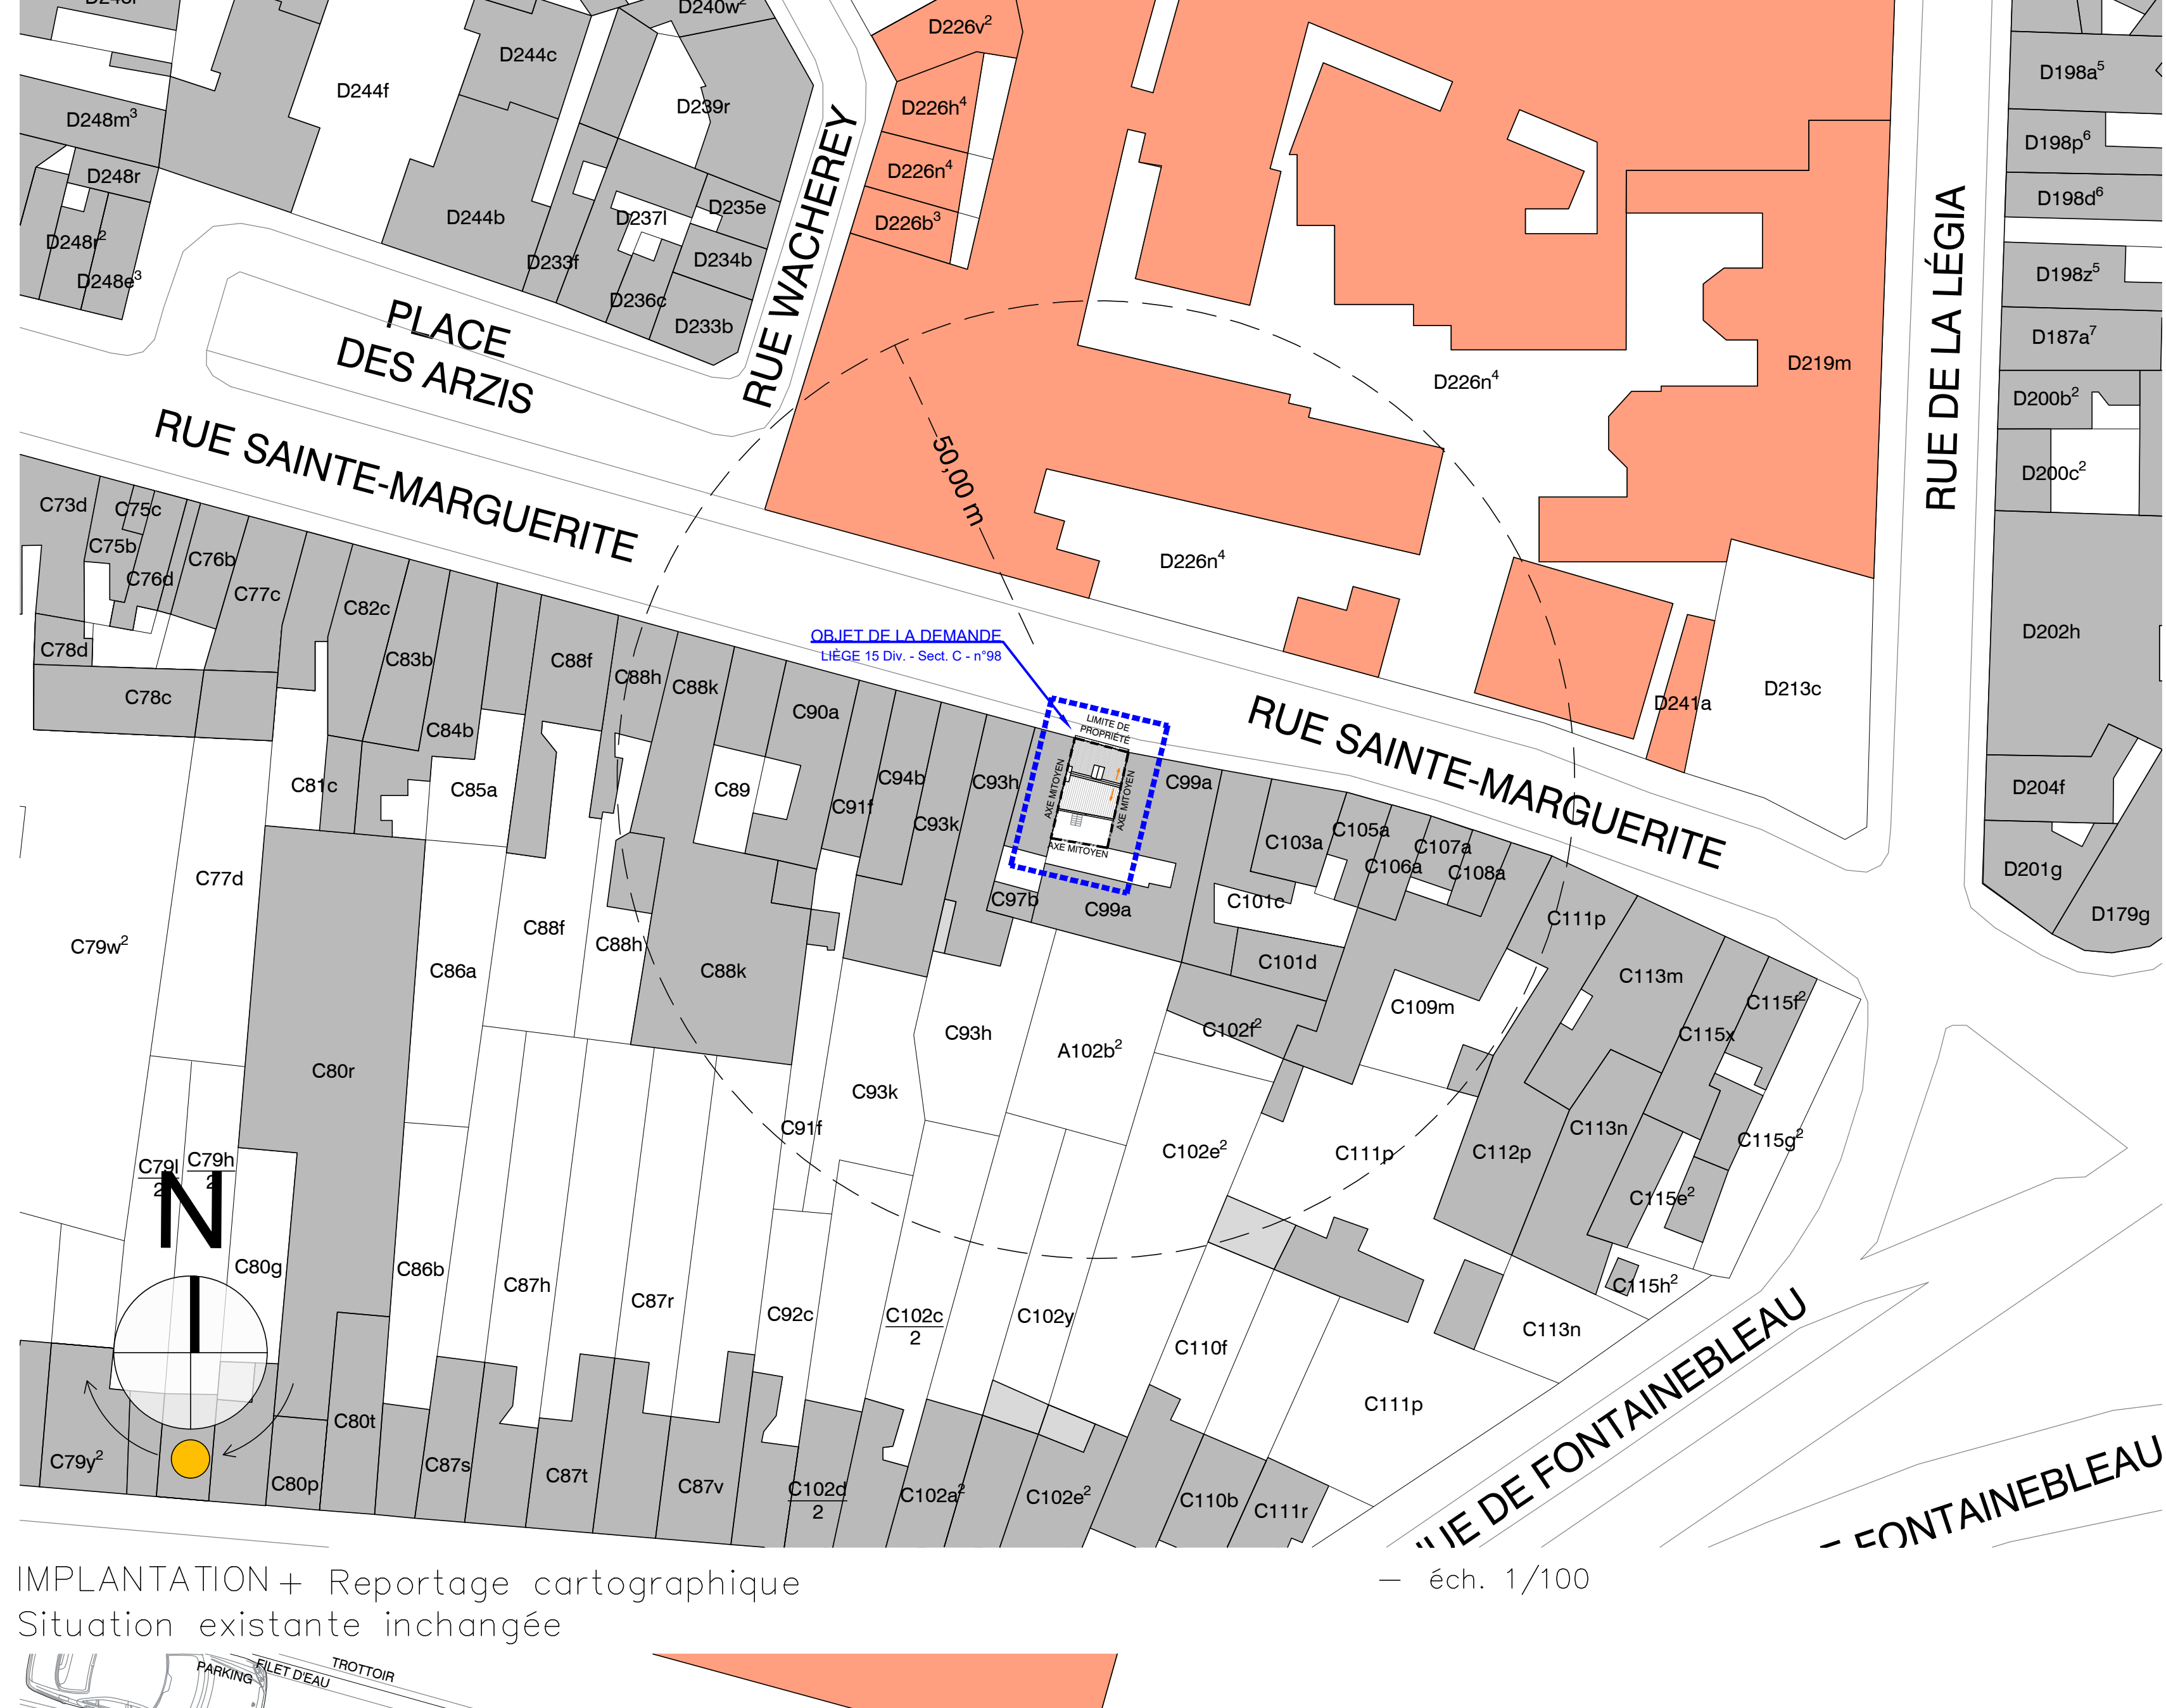 D240w²
D244c
D244f
D239r
D248m³
D248r
D248r²
D248e³
D244b
D237l
D235e
D234b
D233f
D236c
D233b
D226v²
D226h⁴
D226n⁴
D226b³
D198a⁵
D198p⁶
D198d⁶
D198z⁵
D187a⁷
D200b²
D200c²
D202h
D204f
D201g
D179g
RUE WACHEREY
RUE DE LA LÉGIA
PLACE
DES ARZIS
RUE SAINTE-MARGUERITE
50,00 m
D226n⁴
D219m
D226n⁴
D241a
D213c
OBJET DE LA DEMANDE
LIÈGE 15 Div. - Sect. C - n°98
LIMITE DE
PROPRIÉTÉ
AXE MITOYEN
AXE MITOYEN
AXE MITOYEN
RUE SAINTE-MARGUERITE
C73d
C75c
C75b
C76d
C76b
C77c
C78d
C78c
C82c
C83b
C84b
C81c
C85a
C88f
C88h
C88k
C90a
C89
C91f
C94b
C93k
C93h
C97b
C99a
C99a
C103a
C105a
C106a
C107a
C108a
C101c
C101d
C102f²
C109m
C111p
C113m
C115f²
C115x
C77d
C79w²
C86a
C88f
C88h
C88k
C80r
C93h
C93k
C91f
A102b²
C102e²
C111p
C112p
C113n
C115g²
C115e²
C115h²
C113n
C79l
2
C79h
2
N
C80g
C86b
C87h
C87r
C92c
C102c
2
C102y
C110f
C111p
C79y²
C80p
C80t
C87s
C87t
C87v
C102d
2
C102a²
C102e²
C110b
C111r
UE DE FONTAINEBLEAU
E FONTAINEBLEAU
IMPLANTATION + Reportage cartographique
— éch. 1/100
Situation existante inchangée
PARKING
FILET D'EAU
TROTTOIR